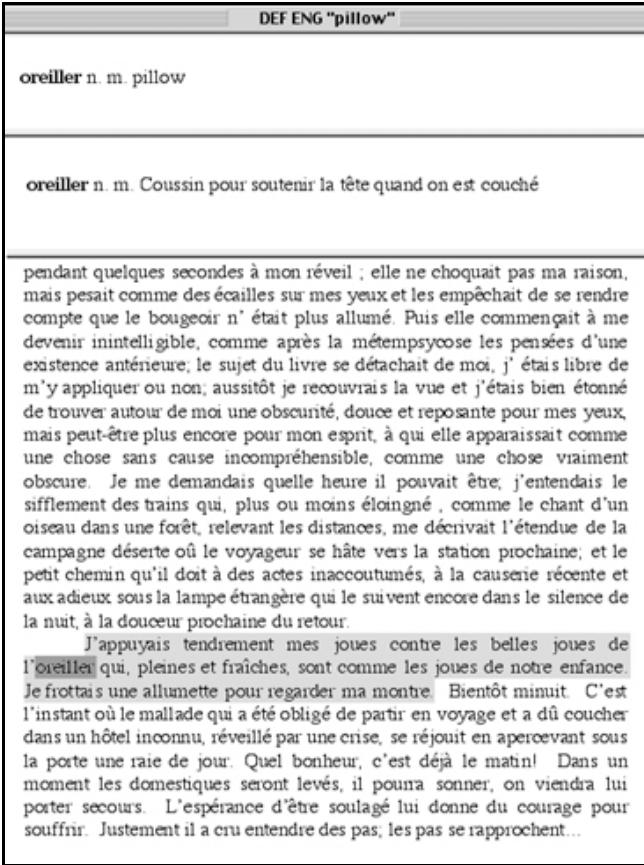 DEF ENG "pillow"
oreiller n. m. pillow
oreiller n. m. Coussin pour soutenir la tête quand on est couché
pendant quelques secondes à mon réveil ; elle ne choquait pas ma raison,
mais pesait comme des écailles sur mes yeux et les empêchait de se rendre
compte que le bougeoir n' était plus allumé. Puis elle commençait à me
devenir inintelligible, comme après la métempsycose les pensées d'une
existence antérieure; le sujet du livre se détachait de moi, j' étais libre de
m'y appliquer ou non; aussitôt je recouvrais la vue et j'étais bien étonné
de trouver autour de moi une obscurité, douce et reposante pour mes yeux,
mais peut-être plus encore pour mon esprit, à qui elle apparaissait comme
une chose sans cause incompréhensible, comme une chose vraiment
obscure. Je me demandais quelle heure il pouvait être; j'entendais le
sifflement des trains qui, plus ou moins éloingné , comme le chant d'un
oiseau dans une forêt, relevant les distances, me décrivait l'étendue de la
campagne déserte oû le voyageur se hâte vers la station prochaine; et le
petit chemin qu'il doit à des actes inaccoutumés, à la causerie récente et
aux adieux sous la lampe étrangère qui le suivent encore dans le silence de
la nuit, à la douceur prochaine du retour.
J'appuyais tendrement mes joues contre les belles joues de
l'oreiller qui, pleines et fraîches, sont comme les joues de notre enfance.
Je frottais une allumette pour regarder ma montre. Bientôt minuit. C'est
l'instant où le mallade qui a été obligé de partir en voyage et a dû coucher
dans un hôtel inconnu, réveillé par une crise, se réjouit en apercevant sous
la porte une raie de jour. Quel bonheur, c'est déjà le matin! Dans un
moment les domestiques seront levés, il pourra sonner, on viendra lui
porter secours. L'espérance d'être soulagé lui donne du courage pour
souffrir. Justement il a cru entendre des pas; les pas se rapprochent...